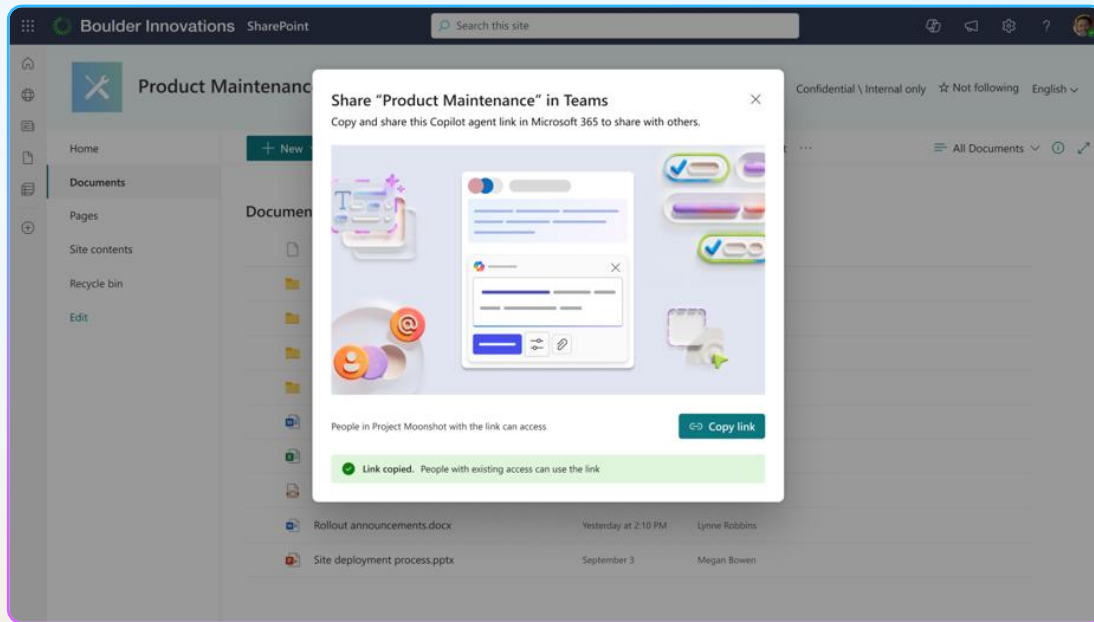 Boulder Innovations SharePoint
Search this site
?
Product Maintenanc
Confidential \ Internal only
Not following
English
Home
New
All Documents
Documents
Documen
Pages
Site contents
Recycle bin
Edit
Share “Product Maintenance” in Teams
Copy and share this Copilot agent link in Microsoft 365 to share with others.
T
@
People in Project Moonshot with the link can access
Copy link
Link copied. People with existing access can use the link
Rollout announcements.docx
Yesterday at 2:10 PM
Lynne Robbins
Site deployment process.pptx
September 3
Megan Bowen